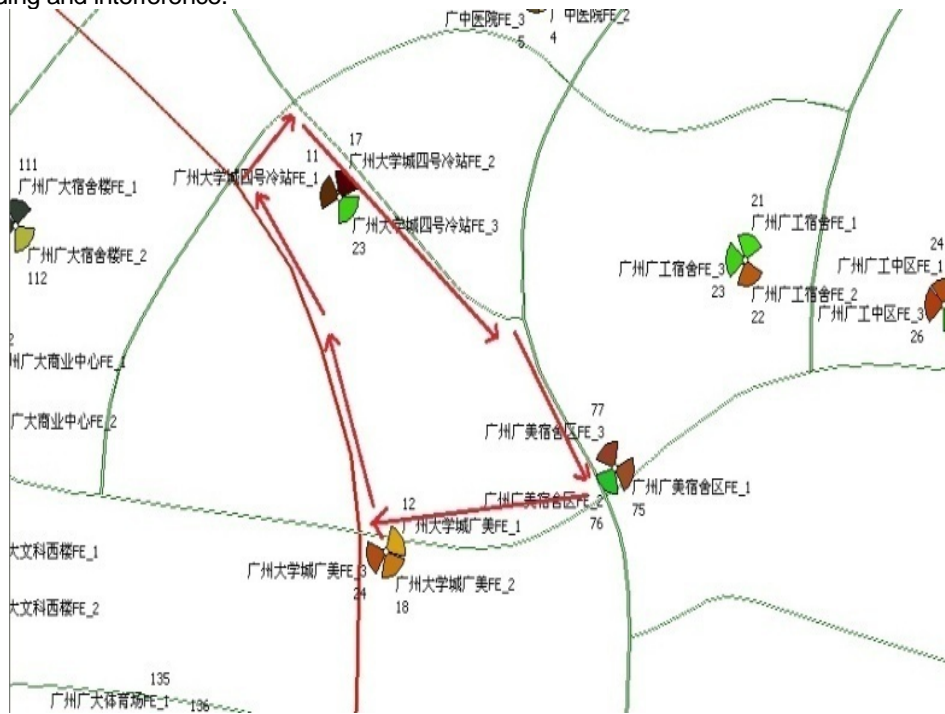 ding and interference.
广中医院FE_3
5
广中医院FE_2
4
111
广州广大宿舍楼FE_1
广州广大宿舍楼FE_2
112
11
广州大学城四号冷站FE_1
17
广州大学城四号冷站FE_2
广州大学城四号冷站FE_3
23
21
广州广工宿舍FE_1
广州广工宿舍FE_3
23
广州广工宿舍FE_2
22
24
广州广工中区FE_1
广州广工中区FE_3
26
州广大商业中心FE_1
广大商业中心FE_2
77
广州广美宿舍区FE_3
广州广美宿舍区FE_1
75
广州广美宿舍区FE_2
76
12
州大学城广美FE_1
广州大学城广美FE_3
24
广州大学城广美FE_2
18
大文科西楼FE_1
大文科西楼FE_2
135
广州广大体育场FE_1
136